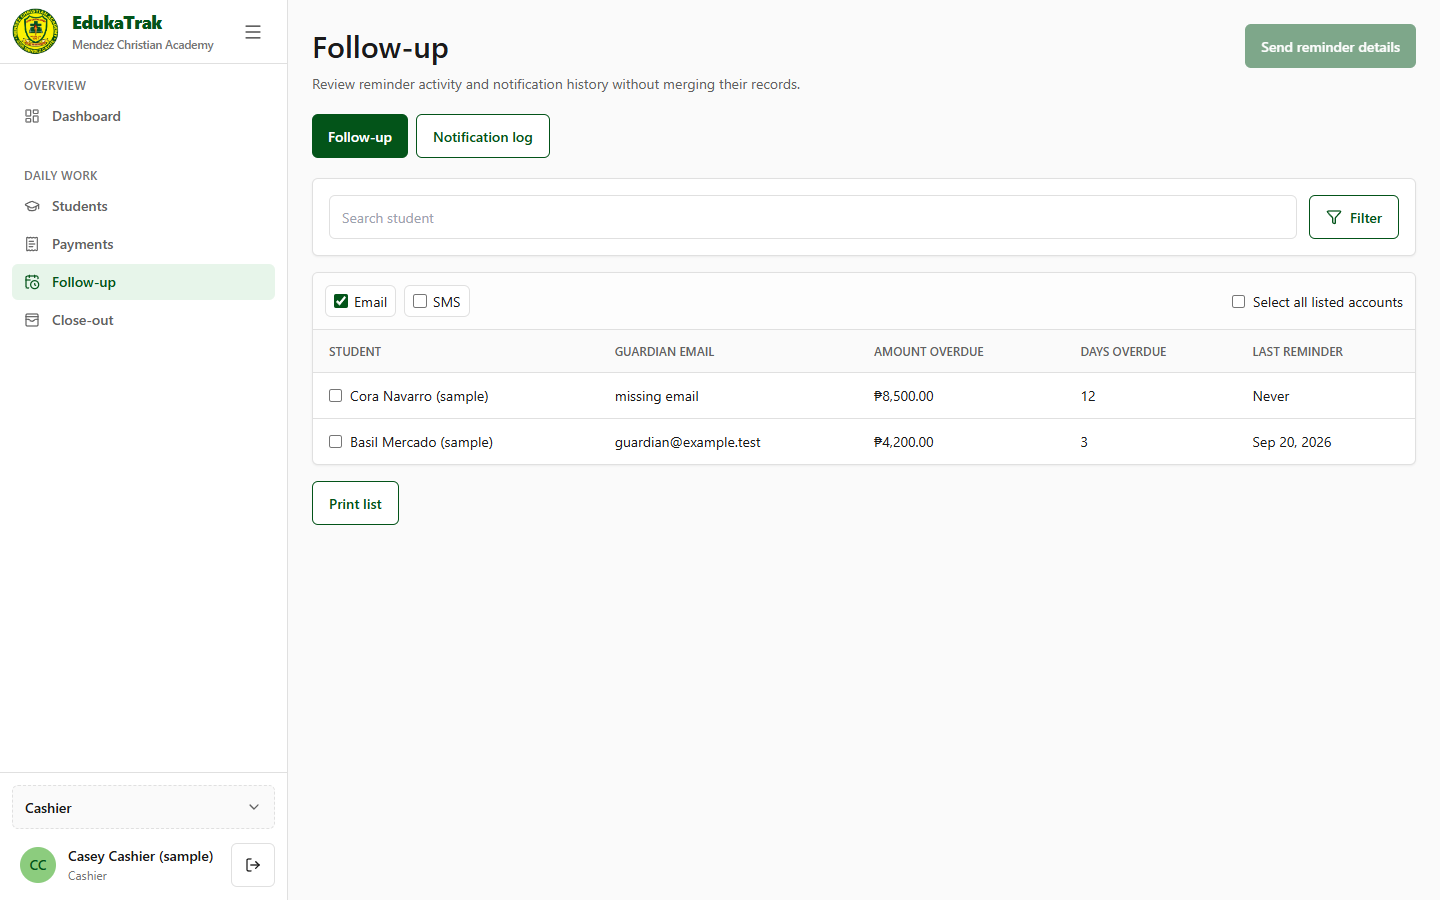 EdukaTrak
Mendez Christian Academy
OVERVIEW
Dashboard
DAILY WORK
Students
Payments
Follow-up
Close-out
Cashier
CC
Casey Cashier (sample)
Cashier
Follow-up
Send reminder details
Review reminder activity and notification history without merging their records.
Follow-up
Notification log
Search student
Filter
Email
SMS
Select all listed accounts
STUDENT GUARDIAN EMAIL AMOUNT OVERDUE DAYS OVERDUE LAST REMINDER
Cora Navarro (sample) missing email ₱8,500.00 12 Never
Basil Mercado (sample) guardian@example.test ₱4,200.00 3 Sep 20, 2026
Print list